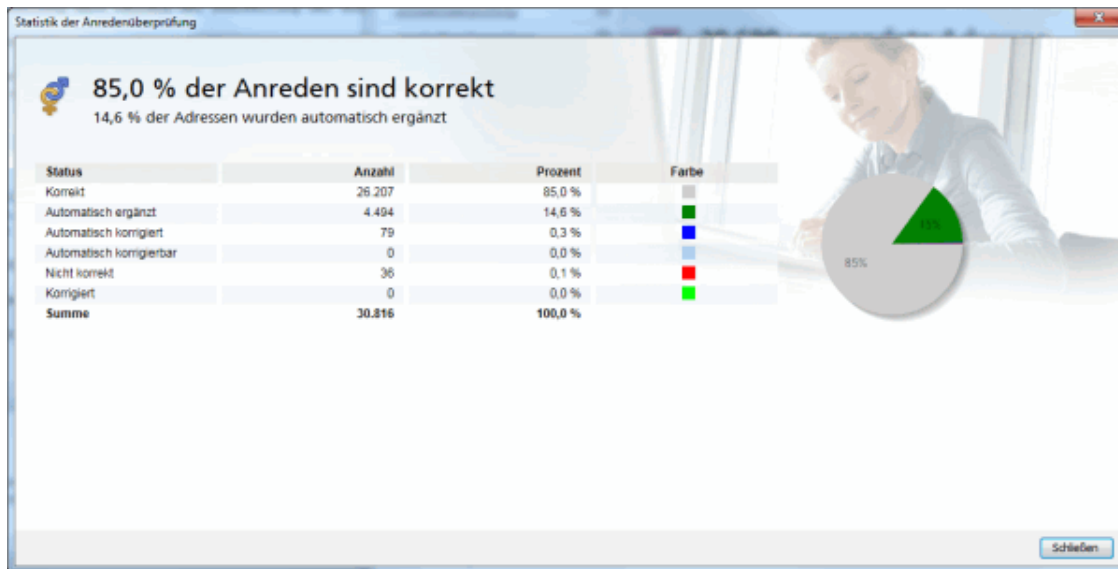 Statistik der Anredenüberprüfung
85,0 % der Anreden sind korrekt
14,6 % der Adressen wurden automatisch ergänzt
Status Anzahl Prozent Farbe
Korrekt 26.207 85,0 %
Automatisch ergänzt 4.494 14,6 %
Automatisch korrigiert 79 0,3 %
Automatisch korrigierbar 0 0,0 %
Nicht korrekt 36 0,1 %
Korrigiert 0 0,0 %
Summe 30.816 100,0 %
15%
85%
Schließen